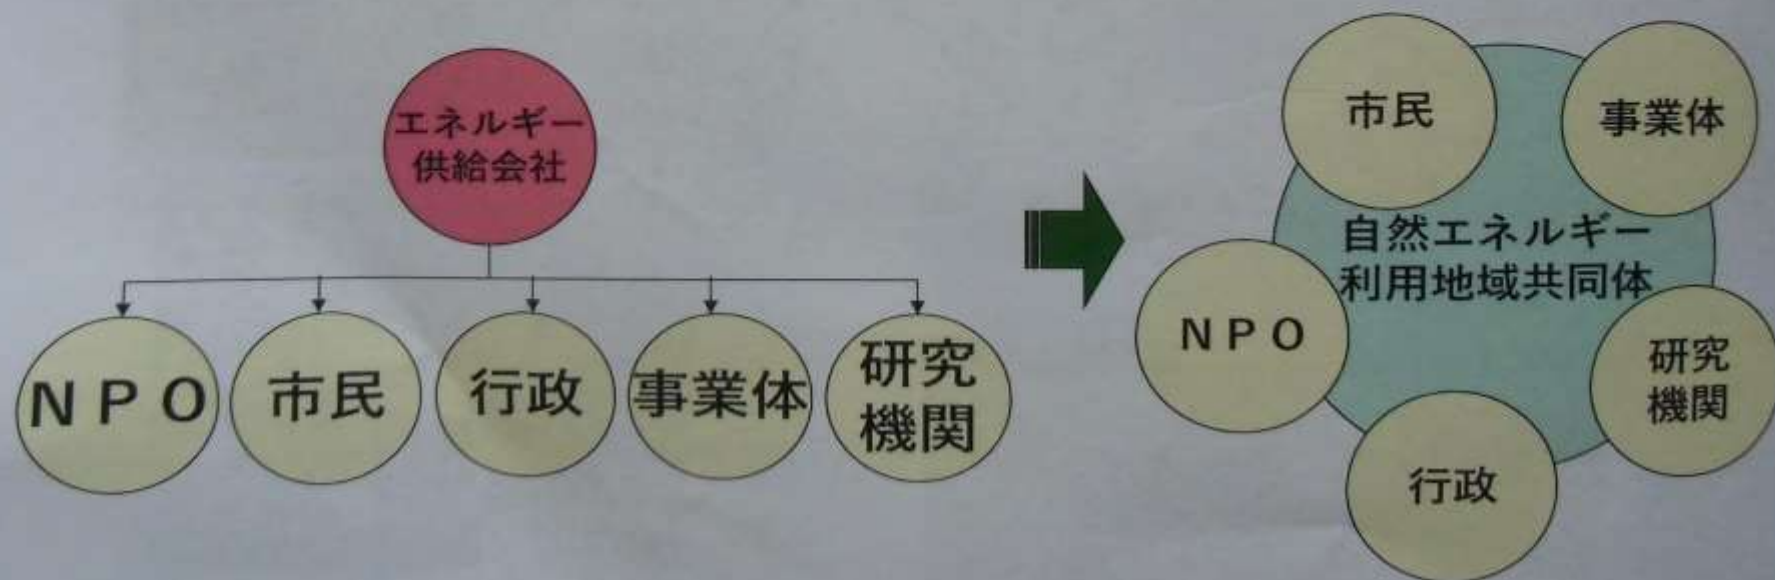 エネルギー
供給会社
ＮＰＯ
市民
行政
事業体
研究
機関
市民
事業体
自然エネルギー
利用地域共同体
ＮＰＯ
研究
機関
行政